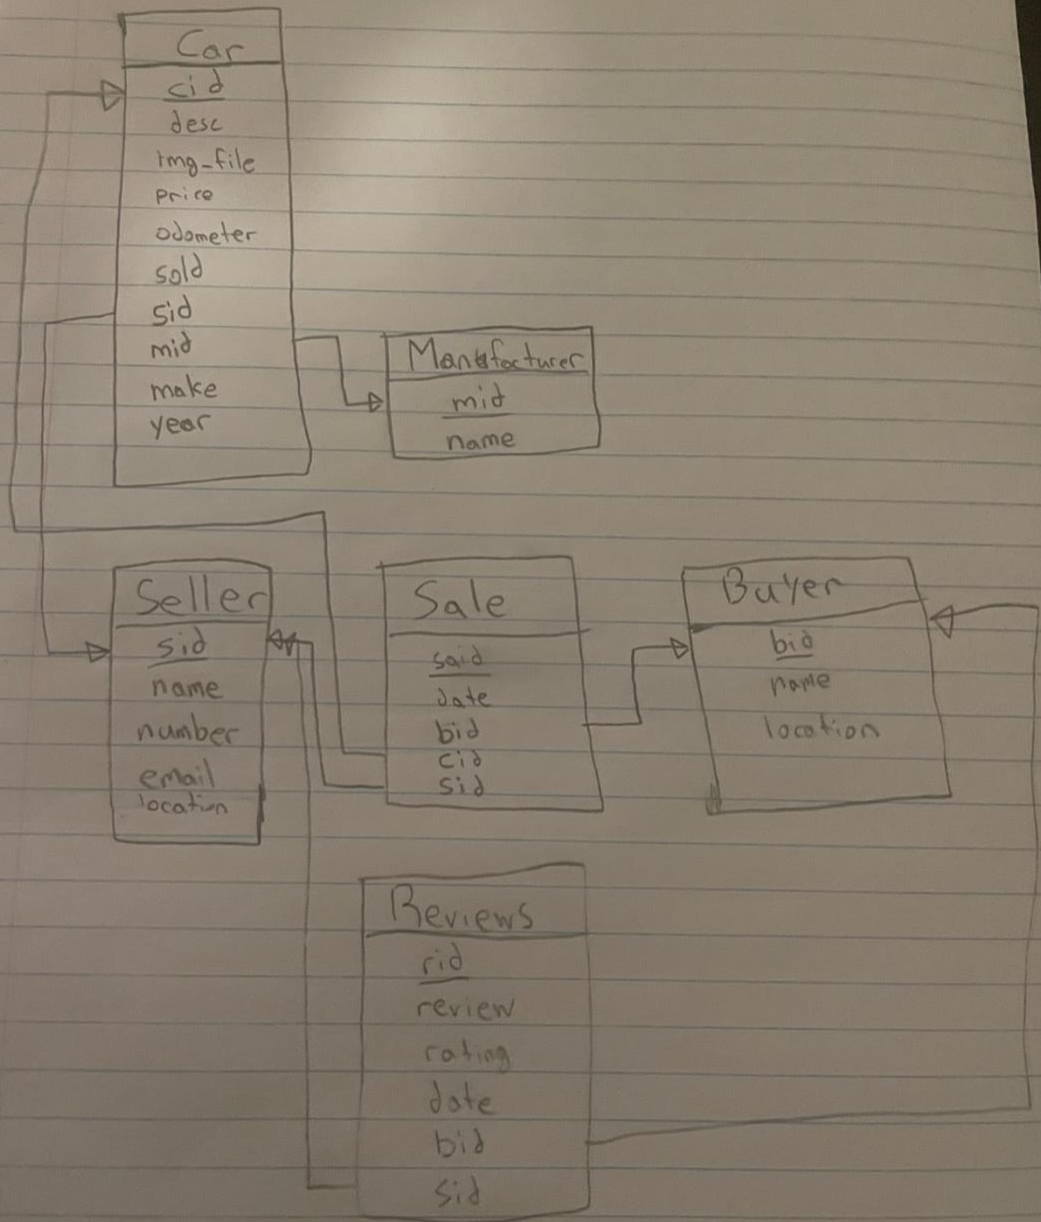 Car
cid
desc
img_file
price
odometer
sold
sid
mid
make
year
Manufacturer
mid
name
Seller
sid
name
number
email
location
Sale
said
date
bid
cid
sid
Buyer
bid
name
location
Reviews
rid
review
rating
date
bid
sid